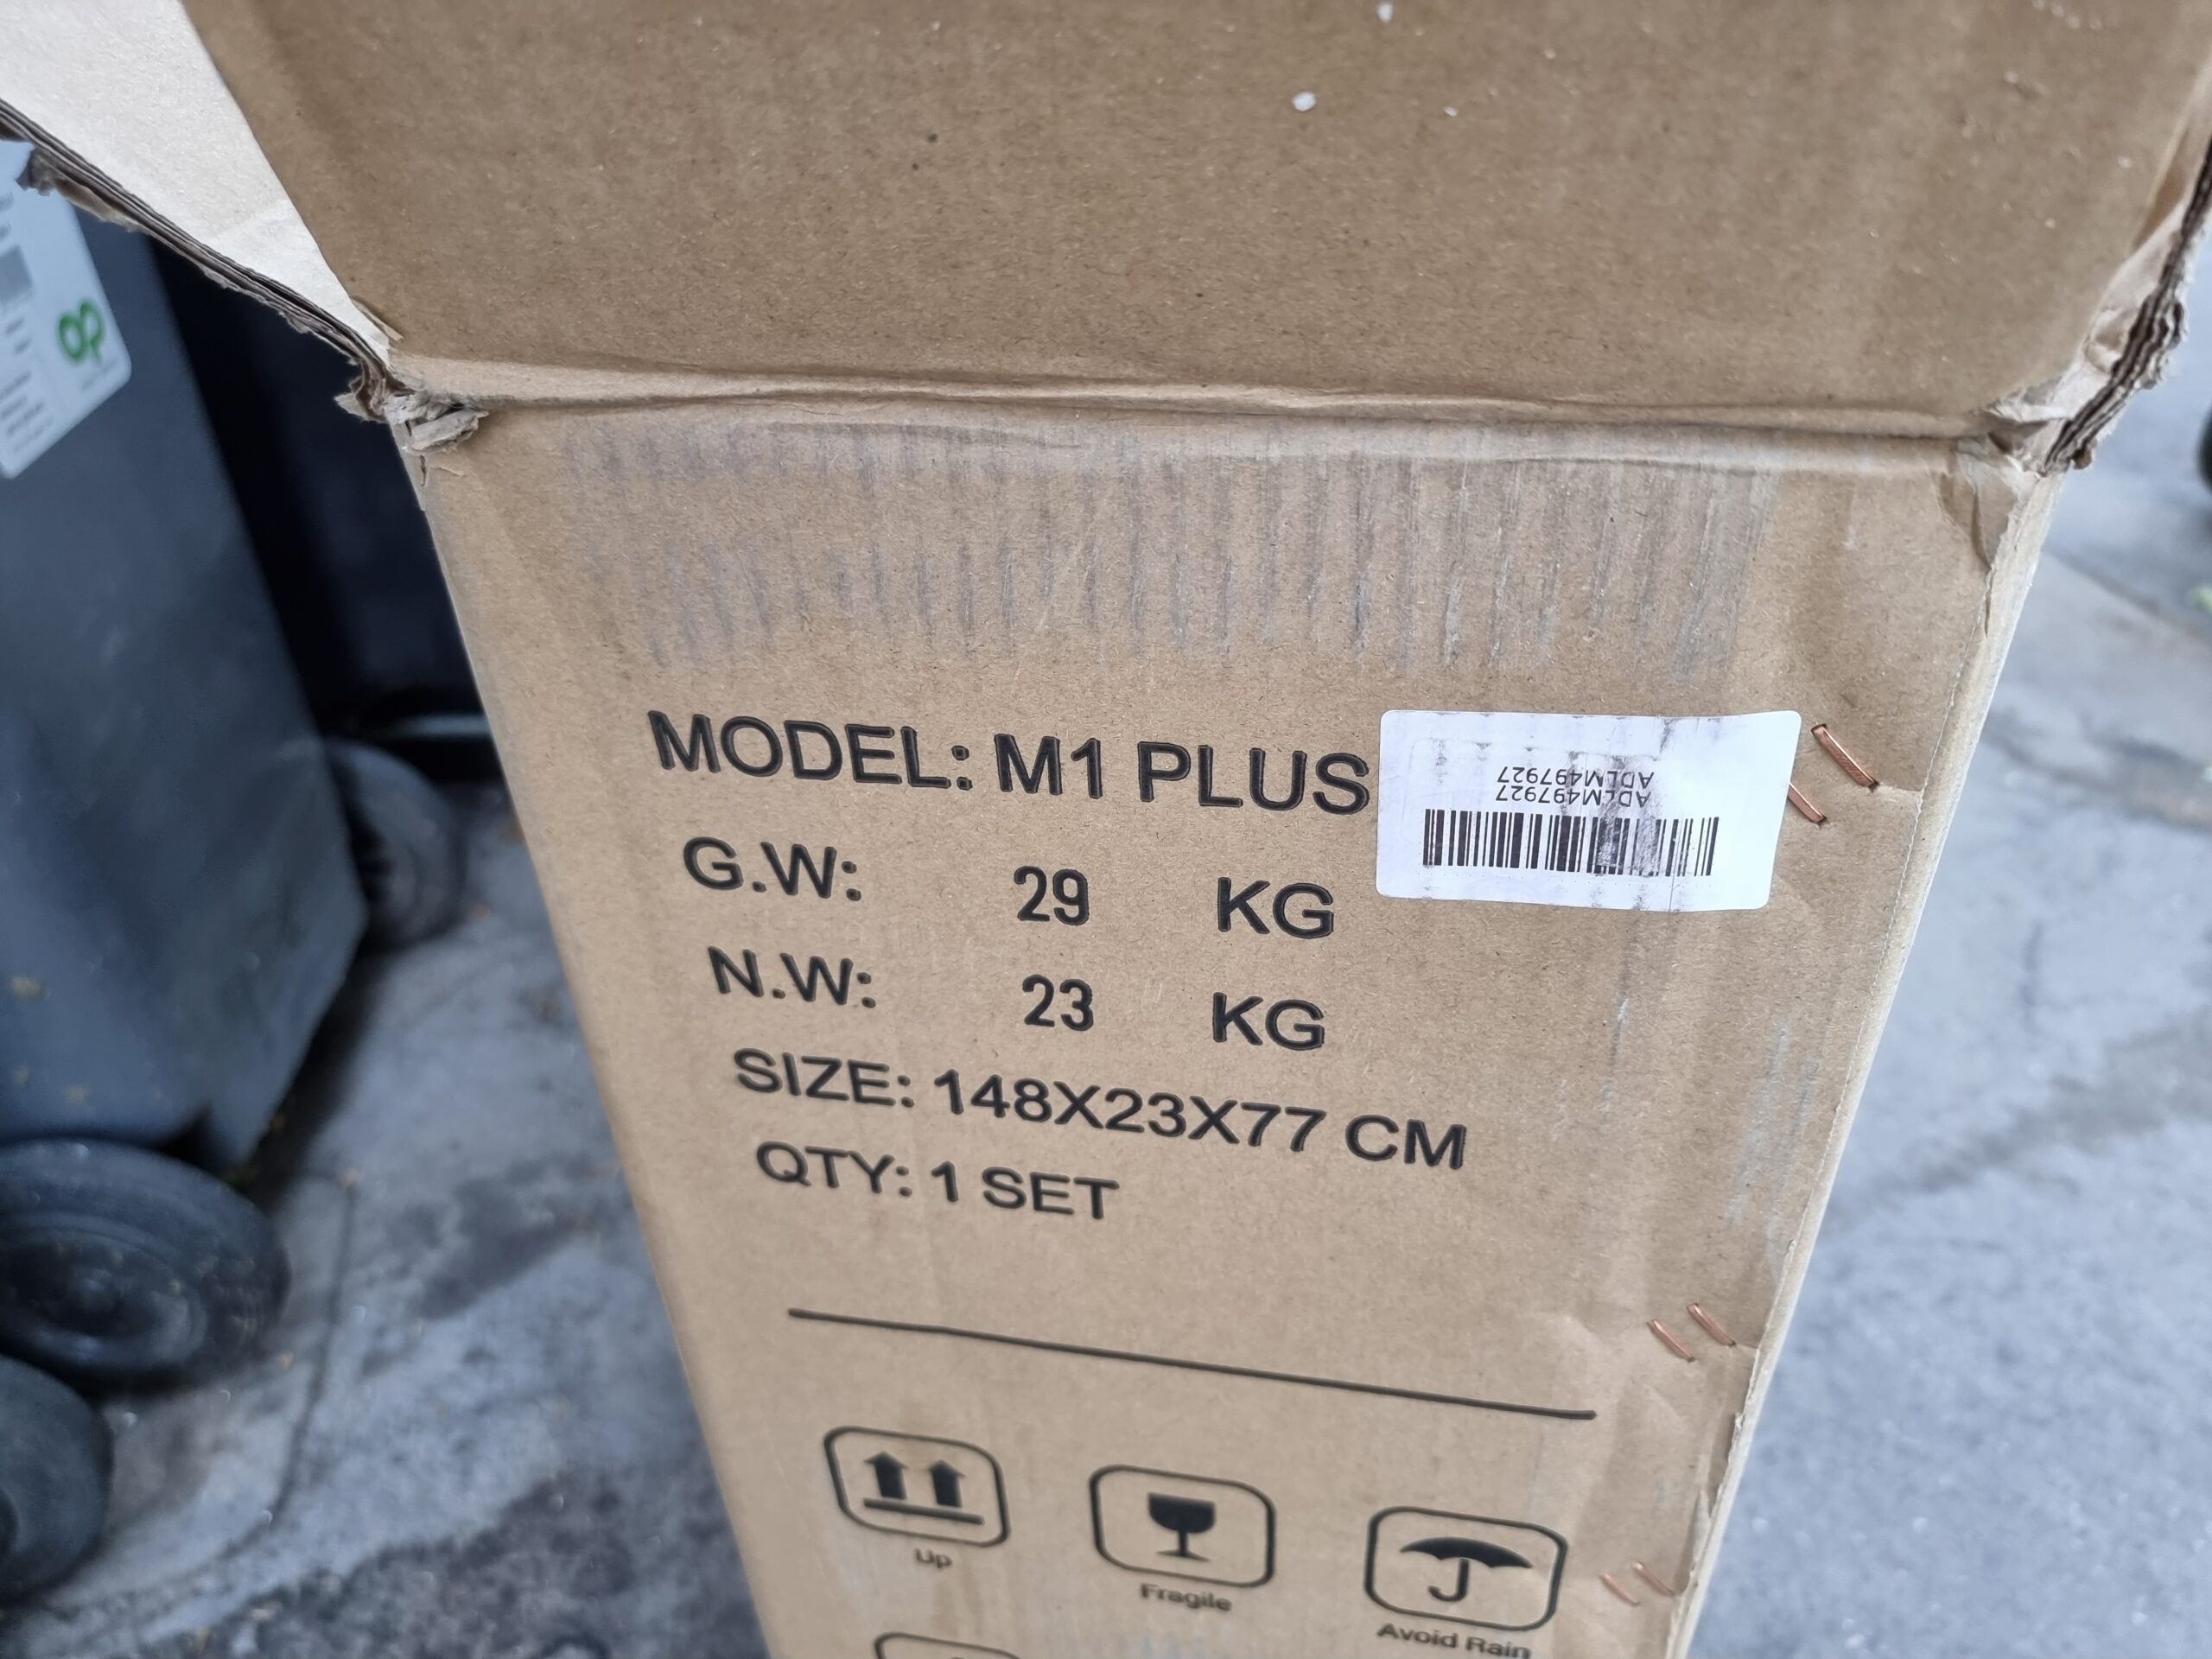 MODEL: M1 PLUS
ADLM497927
ADLM497927
G.W: 29 KG
N.W: 23 KG
SIZE: 148X23X77 CM
QTY: 1 SET
Up
Fragile
Avoid Rain
op